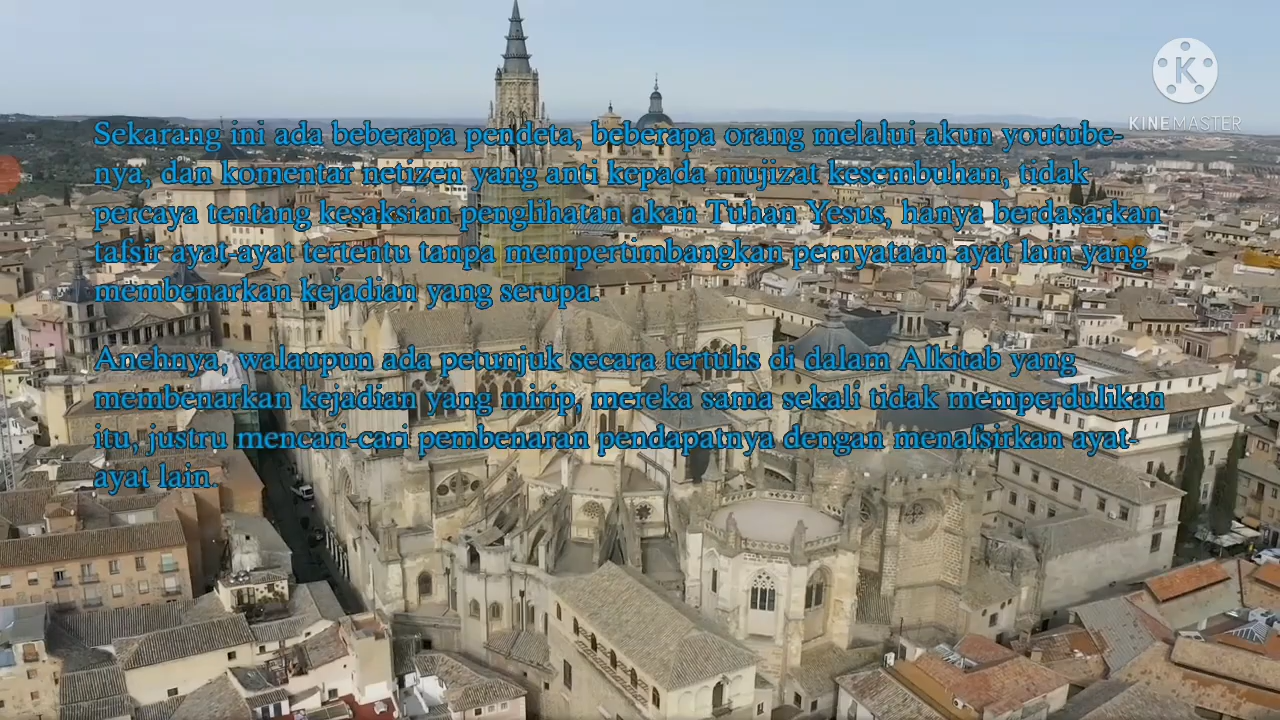 KINEMASTER
Sekarang ini ada beberapa pendeta, beberapa orang melalui akun youtube-
nya, dan komentar netizen yang anti kepada mujizat kesembuhan, tidak
percaya tentang kesaksian penglihatan akan Tuhan Yesus, hanya berdasarkan
tafsir ayat-ayat tertentu tanpa mempertimbangkan pernyataan ayat lain yang
membenarkan kejadian yang serupa.
Anehnya, walaupun ada petunjuk secara tertulis di dalam Alkitab yang
membenarkan kejadian yang mirip, mereka sama sekali tidak memperdulikan
itu, justru mencari-cari pembenaran pendapatnya dengan menafsirkan ayat-
ayat lain.